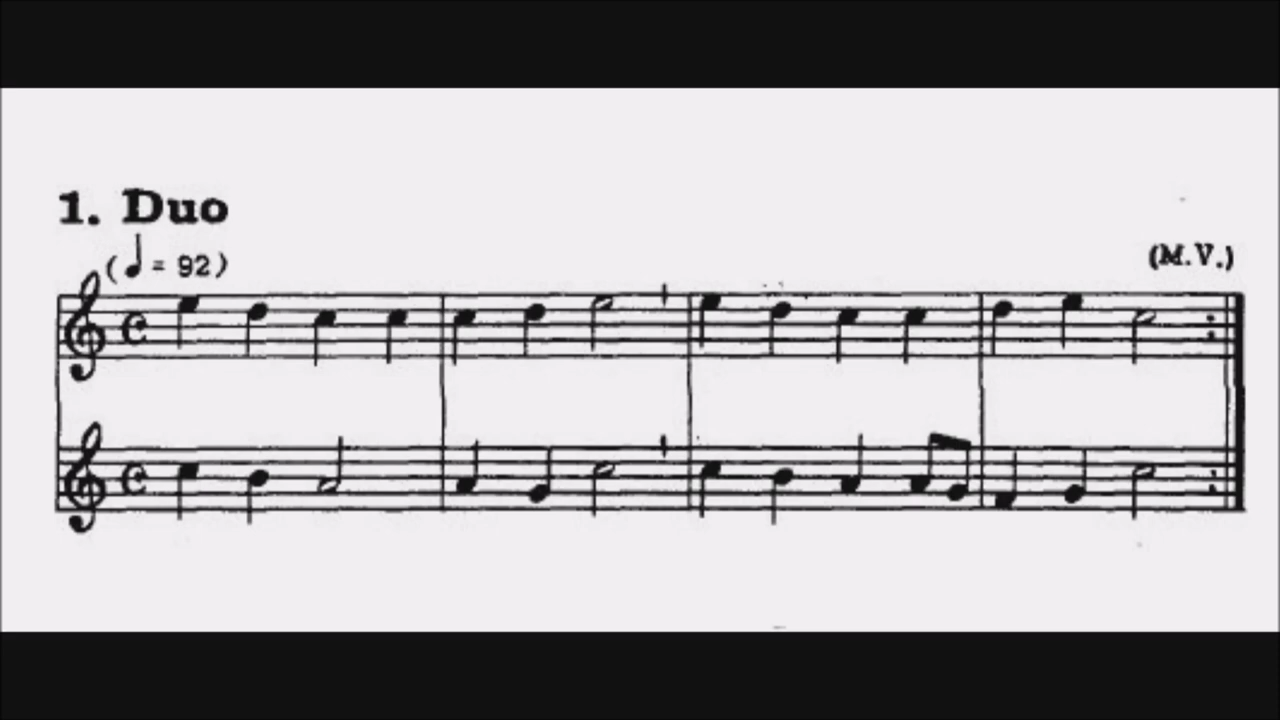 1. Duo
(♩ = 92)
(M.V.)